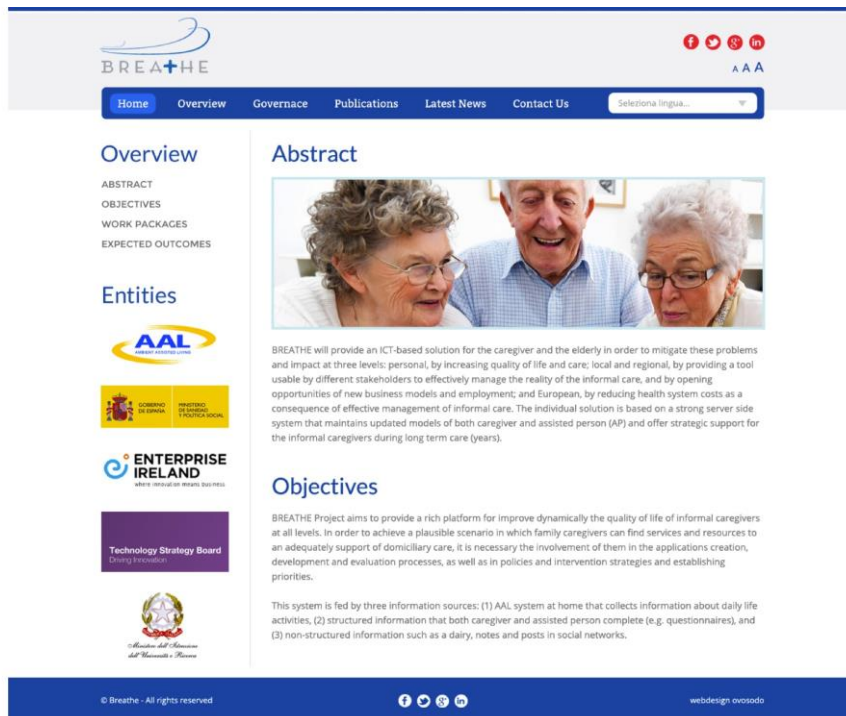 BREATHE
A A A
Home Overview Governace Publications Latest News Contact Us Seleziona lingua...
Overview
ABSTRACT
OBJECTIVES
WORK PACKAGES
EXPECTED OUTCOMES
Entities
AAL
AMBIENT ASSISTED LIVING
GOBIERNO
DE ESPAÑA
MINISTERIO
DE SANIDAD
Y POLÍTICA SOCIAL
ENTERPRISE
IRELAND
where innovation means business
Technology Strategy Board
Driving Innovation
Ministero dell'Istruzione
dell'Università e Ricerca
Abstract
BREATHE will provide an ICT-based solution for the caregiver and the elderly in order to mitigate these problems
and impact at three levels: personal, by increasing quality of life and care; local and regional, by providing a tool
usable by different stakeholders to effectively manage the reality of the informal care, and by opening
opportunities of new business models and employment; and European, by reducing health system costs as a
consequence of effective management of informal care. The individual solution is based on a strong server side
system that maintains updated models of both caregiver and assisted person (AP) and offer strategic support for
the informal caregivers during long term care (years).
Objectives
BREATHE Project aims to provide a rich platform for improve dynamically the quality of life of informal caregivers
at all levels. In order to achieve a plausible scenario in which family caregivers can find services and resources to
an adequately support of domiciliary care, it is necessary the involvement of them in the applications creation,
development and evaluation processes, as well as in policies and intervention strategies and establishing
priorities.
This system is fed by three information sources: (1) AAL system at home that collects information about daily life
activities, (2) structured information that both caregiver and assisted person complete (e.g. questionnaires), and
(3) non-structured information such as a dairy, notes and posts in social networks.
© Breathe - All rights reserved
webdesign ovosodo